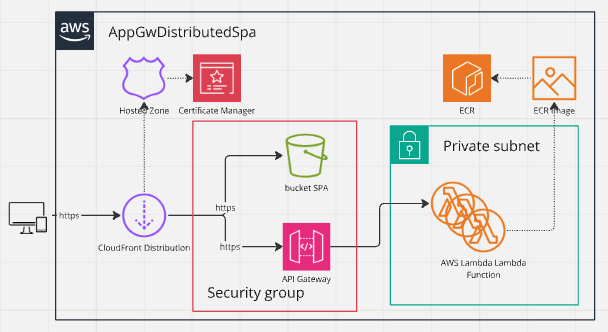 aws
AppGwDistributedSpa
Hosted Zone
Certificate Manager
ECR
ECR Image
Private subnet
bucket SPA
https
https
CloudFront Distribution
https
API Gateway
AWS Lambda Lambda
Function
Security group